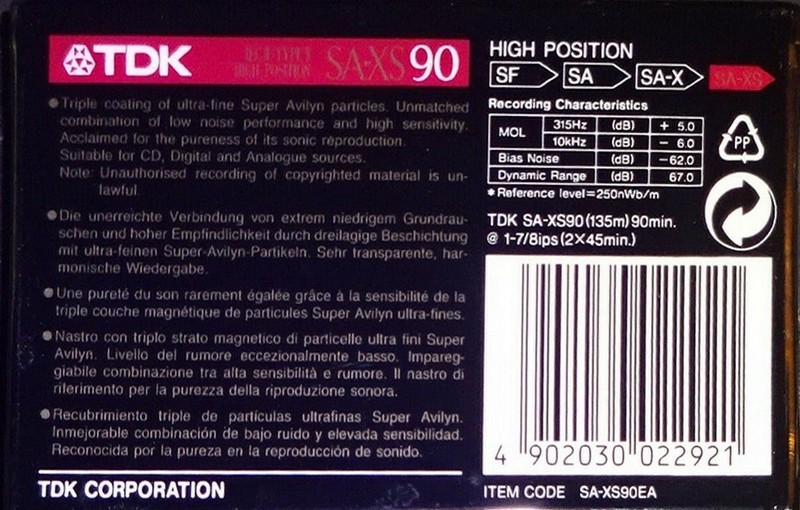 TDK IEC II/TYPE II HIGH POSITION SA-XS 90
●Triple coating of ultra-fine Super Avilyn particles. Unmatched
combination of low noise performance and high sensitivity.
Acclaimed for the pureness of its sonic reproduction.
Suitable for CD, Digital and Analogue sources.
Note: Unauthorised recording of copyrighted material is un-
lawful.
●Die unerreichte Verbindung von extrem niedrigem Grundrau-
schen und hoher Empfindlichkeit durch dreilagige Beschichtung
mit ultra-feinen Super-Avilyn-Partikeln. Sehr transparente, har-
monische Wiedergabe.
●Une pureté du son rarement égalée grâce à la sensibilité de la
triple couche magnétique de particules Super Avilyn ultra-fines.
●Nastro con triplo strato magnetico di particelle ultra fini Super
Avilyn. Livello del rumore eccezionalmente basso. Impareg-
giabile combinazione tra alta sensibilità e rumore. Il nastro di
riferimento per la purezza della riproduzione sonora.
●Recubrimiento triple de partículas ultrafinas Super Avilyn.
Inmejorable combinación de bajo ruido y elevada sensibilidad.
Reconocida por la pureza en la reproducción de sonido.
TDK CORPORATION
HIGH POSITION
SF SA SA-X SA-XS
Recording Characteristics
MOL 315Hz (dB) + 5.0
10kHz (dB) − 6.0
Bias Noise (dB) −62.0
Dynamic Range (dB) 67.0
*Reference level=250nWb/m
PP
TDK SA-XS90(135m)90min.
@ 1-7/8ips(2×45min.)
4 902030 022921
ITEM CODE SA-XS90EA